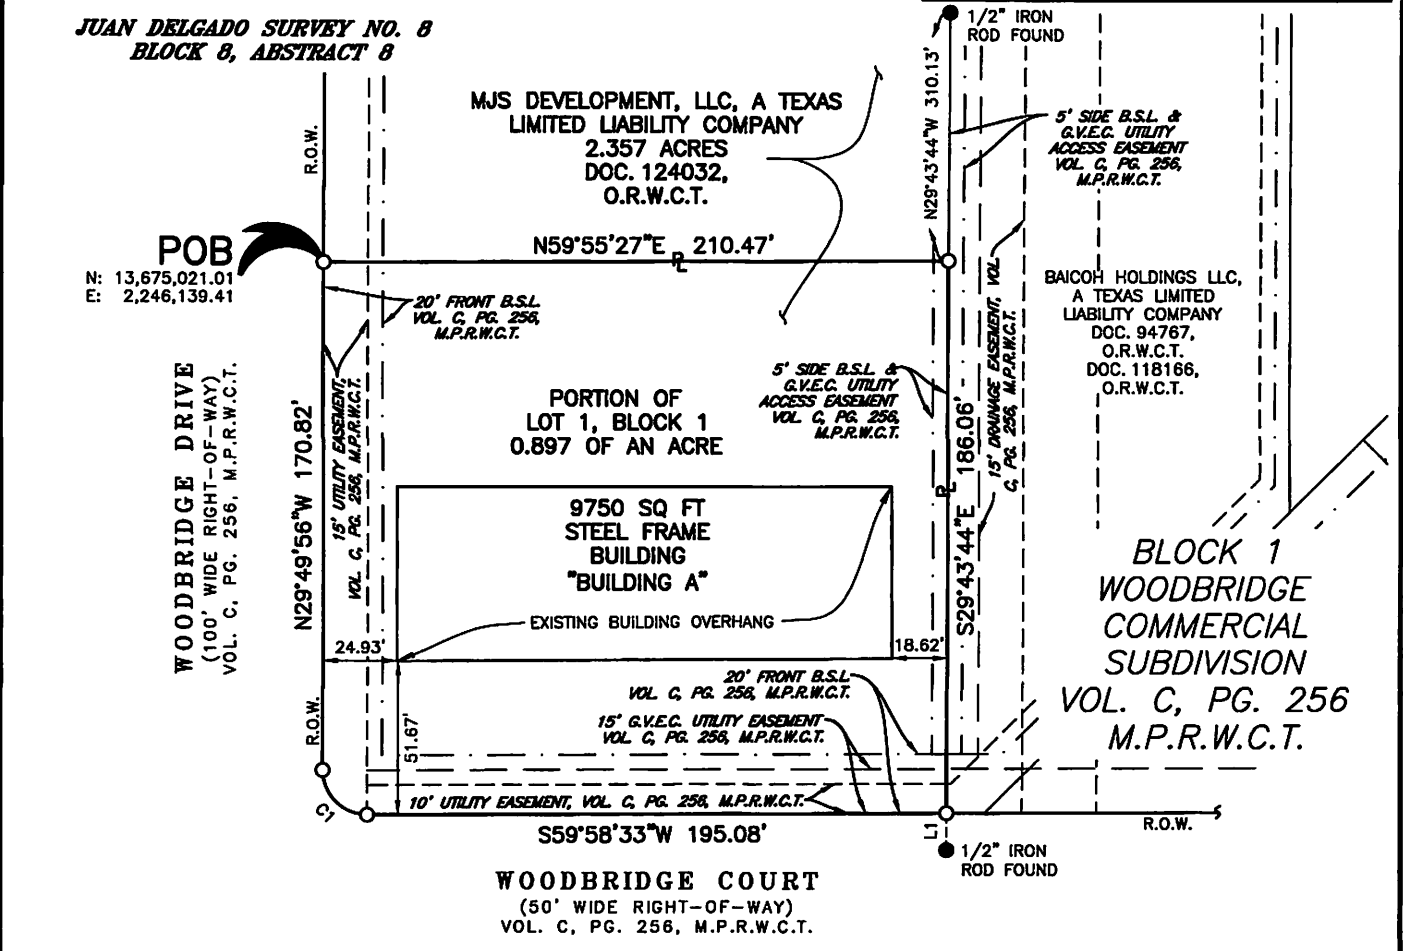 JUAN DELGADO SURVEY NO. 8
BLOCK 8, ABSTRACT 8
1/2" IRON
ROD FOUND
MJS DEVELOPMENT, LLC, A TEXAS
LIMITED LIABILITY COMPANY
2.357 ACRES
DOC. 124032,
O.R.W.C.T.
R.O.W.
N29°43'44"W 310.13'
5' SIDE B.S.L. &
G.V.E.C. UTILITY
ACCESS EASEMENT
VOL. C, PG. 256,
M.P.R.W.C.T.
POB
N: 13,675,021.01
E: 2,246,139.41
N59°55'27"E PL 210.47'
20' FRONT B.S.L.
VOL. C, PG. 256,
M.P.R.W.C.T.
BAICOH HOLDINGS LLC,
A TEXAS LIMITED
LIABILITY COMPANY
DOC. 94767,
O.R.W.C.T.
DOC. 118166,
O.R.W.C.T.
WOODBRIDGE DRIVE
(100' WIDE RIGHT-OF-WAY)
VOL. C, PG. 256, M.P.R.W.C.T.
N29°49'56"W 170.82'
15' UTILITY EASEMENT,
VOL. C, PG. 256, M.P.R.W.C.T.
PORTION OF
LOT 1, BLOCK 1
0.897 OF AN ACRE
5' SIDE B.S.L. &
G.V.E.C. UTILITY
ACCESS EASEMENT
VOL. C, PG. 256,
M.P.R.W.C.T.
S29°43'44"E PL 186.06'
15' DRAINAGE EASEMENT, VOL
C, PG. 256, M.P.R.W.C.T.
9750 SQ FT
STEEL FRAME
BUILDING
"BUILDING A"
EXISTING BUILDING OVERHANG
24.93'
18.62'
BLOCK 1
WOODBRIDGE
COMMERCIAL
SUBDIVISION
VOL. C, PG. 256
M.P.R.W.C.T.
20' FRONT B.S.L
VOL. C, PG. 256, M.P.R.W.C.T.
R.O.W.
51.67'
15' G.V.E.C. UTILITY EASEMENT
VOL. C, PG. 256, M.P.R.W.C.T.
10' UTILITY EASEMENT, VOL. C, PG. 256, M.P.R.W.C.T.
C1
S59°58'33"W 195.08'
L1
R.O.W.
1/2" IRON
ROD FOUND
WOODBRIDGE COURT
(50' WIDE RIGHT-OF-WAY)
VOL. C, PG. 256, M.P.R.W.C.T.